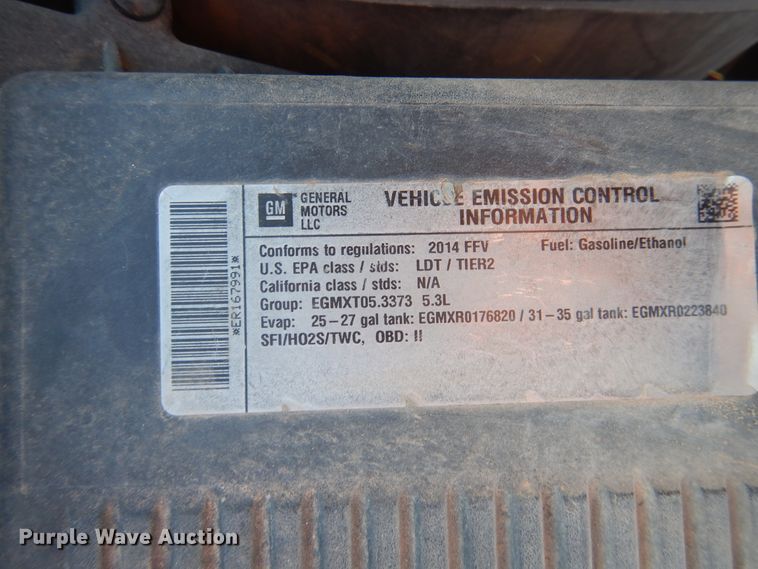 GM
GENERAL
MOTORS
LLC
VEHICLE EMISSION CONTROL
INFORMATION
Conforms to regulations: 2014 FFV Fuel: Gasoline/Ethanol
U.S. EPA class / stds: LDT / TIER2
California class / stds: N/A
Group: EGMXT05.3373 5.3L
Evap: 25-27 gal tank: EGMXR0176820 / 31-35 gal tank: EGMXR0223840
SFI/HO2S/TWC, OBD: II
*ER167991*
Purple Wave Auction